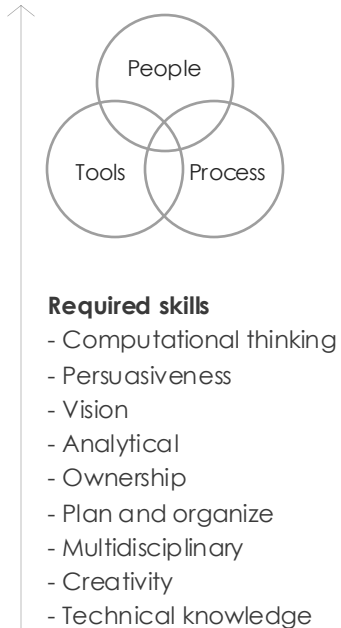 People
Tools Process
Required skills
- Computational thinking
- Persuasiveness
- Vision
- Analytical
- Ownership
- Plan and organize
- Multidisciplinary
- Creativity
- Technical knowledge